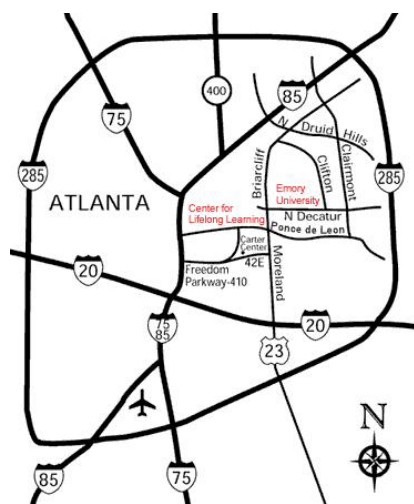 400
85
75
N Druid Hills
285
Briarcliff
Clifton
Clairmont
285
ATLANTA
Center for
Lifelong Learning
Emory
University
N Decatur
Ponce de Leon
Carter
Center
42E
Moreland
20
Freedom
Parkway-410
75
85
20
23
N
85
75